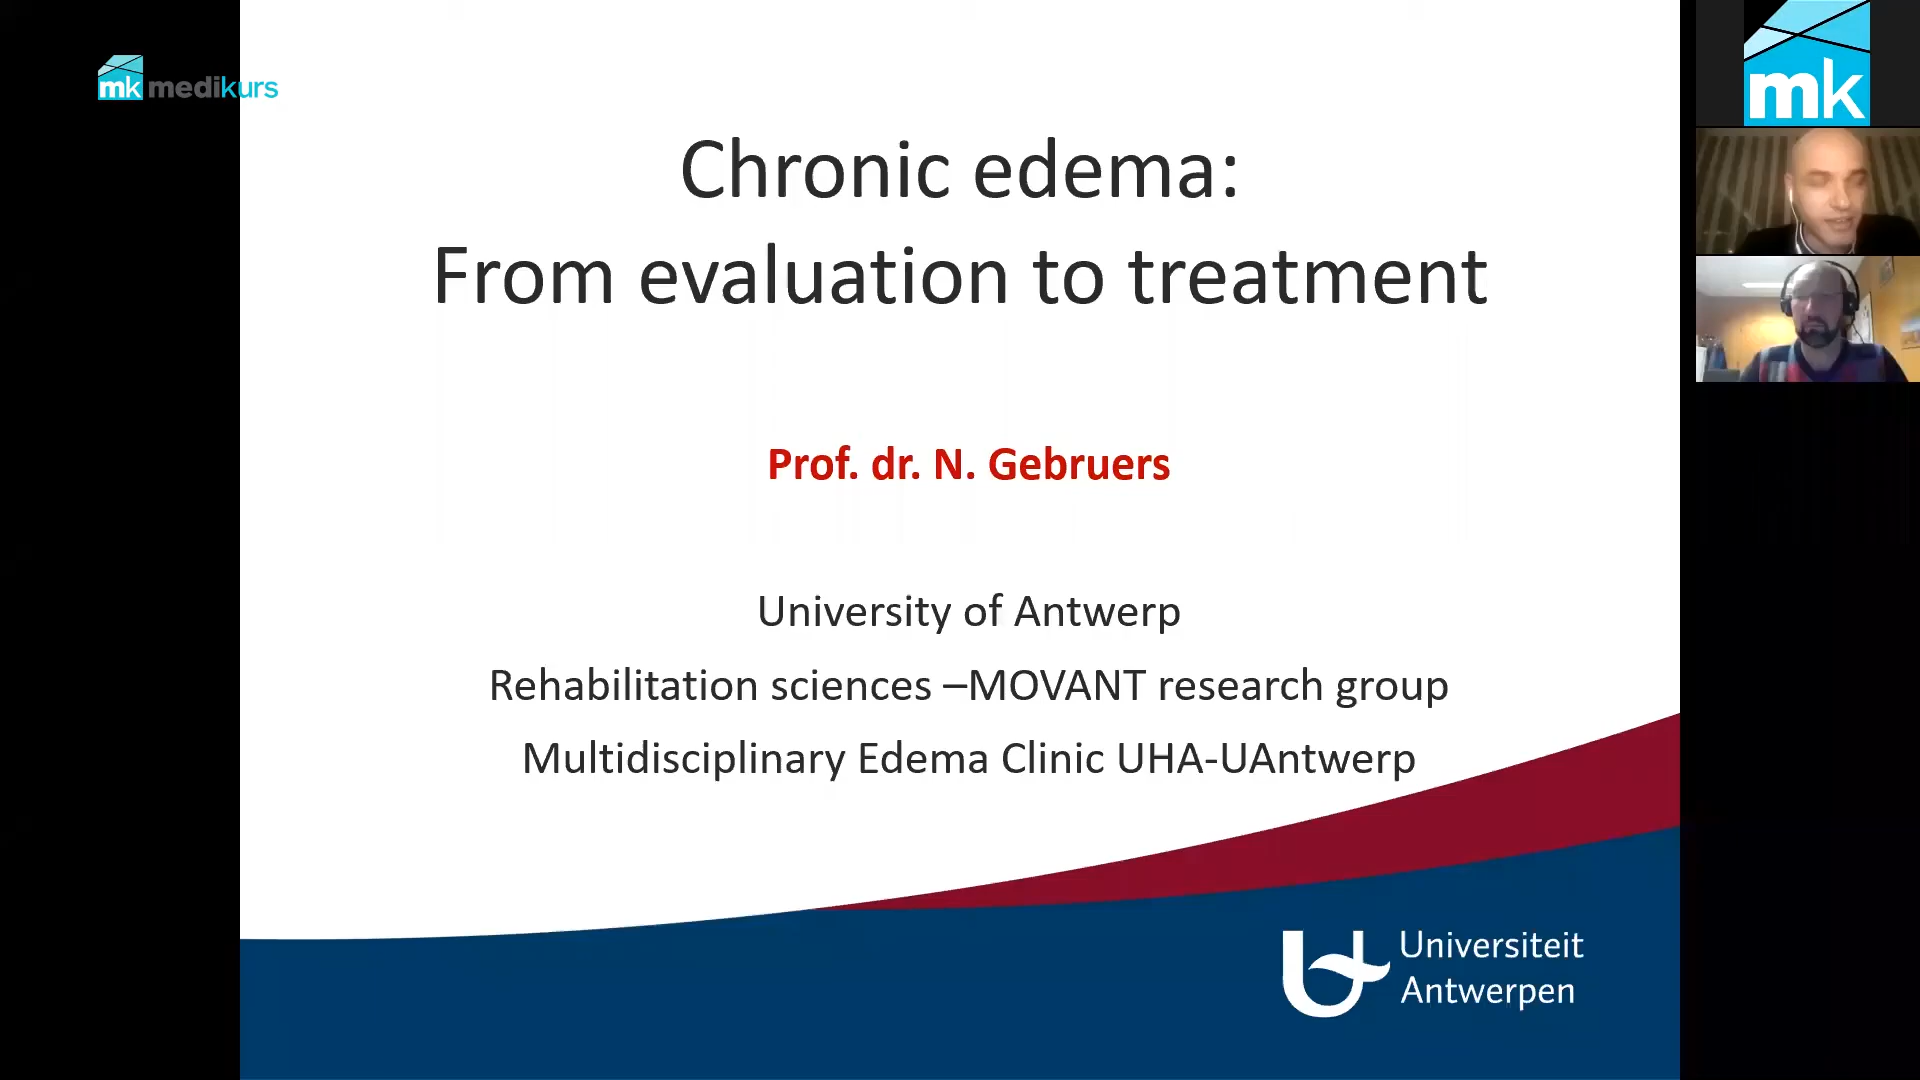 mk medikurs
Chronic edema:
From evaluation to treatment
Prof. dr. N. Gebruers
University of Antwerp
Rehabilitation sciences –MOVANT research group
Multidisciplinary Edema Clinic UHA-UAntwerp
Universiteit
Antwerpen
mk